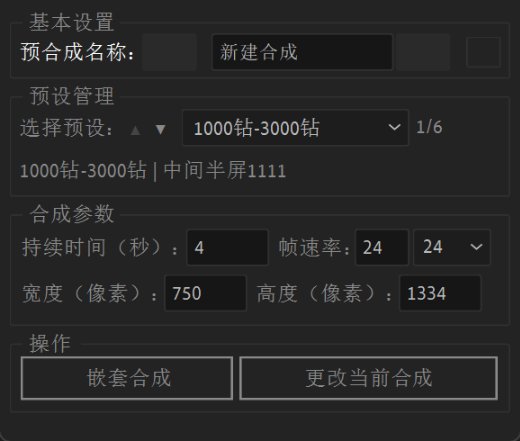 基本设置
预合成名称： 新建合成
预设管理
选择预设： ▲ ▼ 1000钻-3000钻 1/6
1000钻-3000钻 | 中间半屏1111
合成参数
持续时间（秒）： 4 帧速率： 24 24
宽度（像素）： 750 高度（像素）： 1334
操作
嵌套合成 更改当前合成